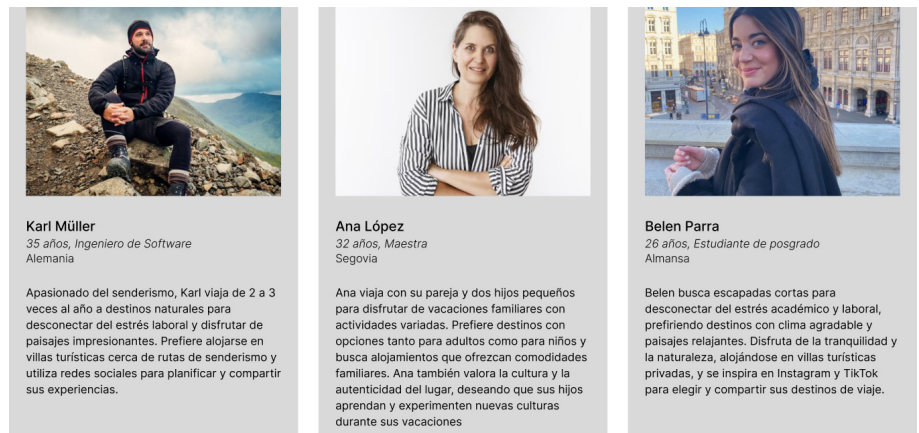 Karl Müller
35 años, Ingeniero de Software
Alemania
Apasionado del senderismo, Karl viaja de 2 a 3
veces al año a destinos naturales para
desconectar del estrés laboral y disfrutar de
paisajes impresionantes. Prefiere alojarse en
villas turísticas cerca de rutas de senderismo y
utiliza redes sociales para planificar y compartir
sus experiencias.
Ana López
32 años, Maestra
Segovia
Ana viaja con su pareja y dos hijos pequeños
para disfrutar de vacaciones familiares con
actividades variadas. Prefiere destinos con
opciones tanto para adultos como para niños y
busca alojamientos que ofrezcan comodidades
familiares. Ana también valora la cultura y la
autenticidad del lugar, deseando que sus hijos
aprendan y experimenten nuevas culturas
durante sus vacaciones
Belen Parra
26 años, Estudiante de posgrado
Almansa
Belen busca escapadas cortas para
desconectar del estrés académico y laboral,
prefiriendo destinos con clima agradable y
paisajes relajantes. Disfruta de la tranquilidad y
la naturaleza, alojándose en villas turísticas
privadas, y se inspira en Instagram y TikTok
para elegir y compartir sus destinos de viaje.